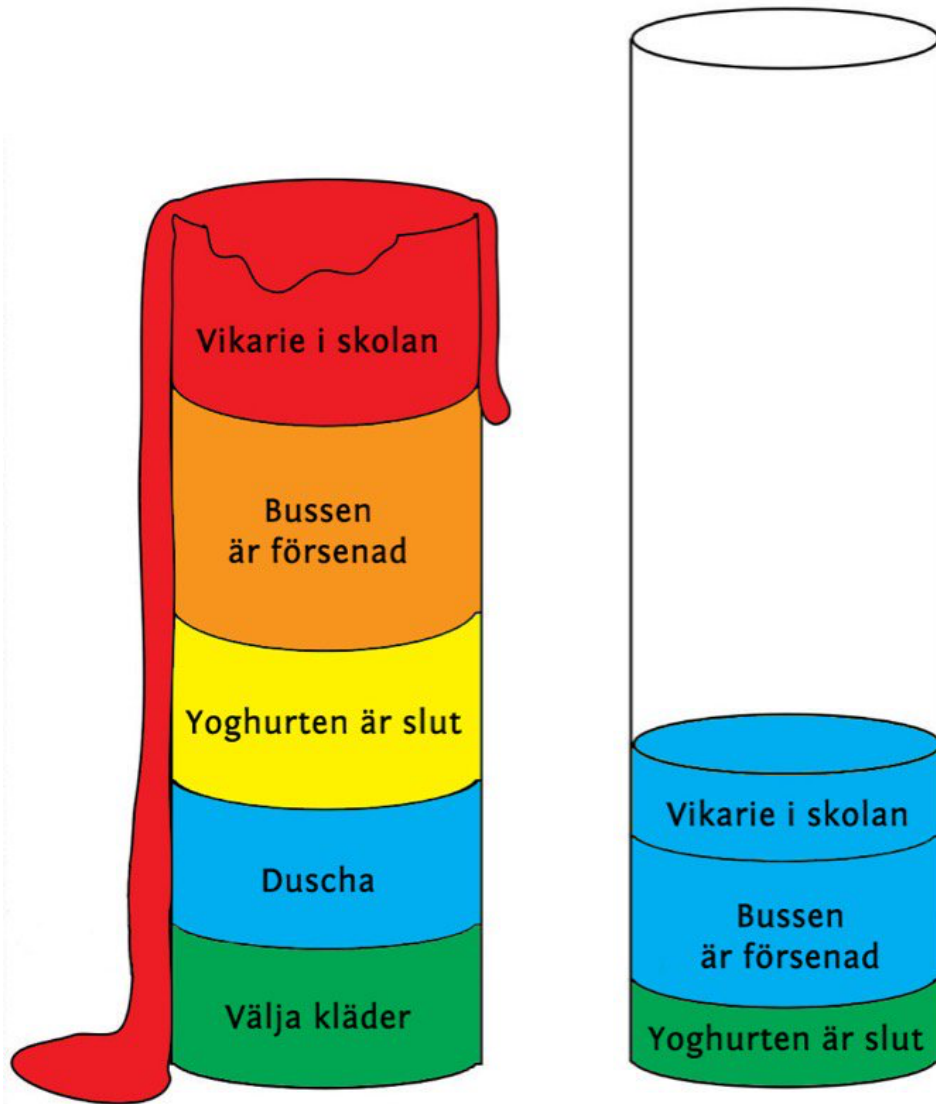 Vikarie i skolan
Bussen
är försenad
Yoghurten är slut
Duscha
Välja kläder
Vikarie i skolan
Bussen
är försenad
Yoghurten är slut